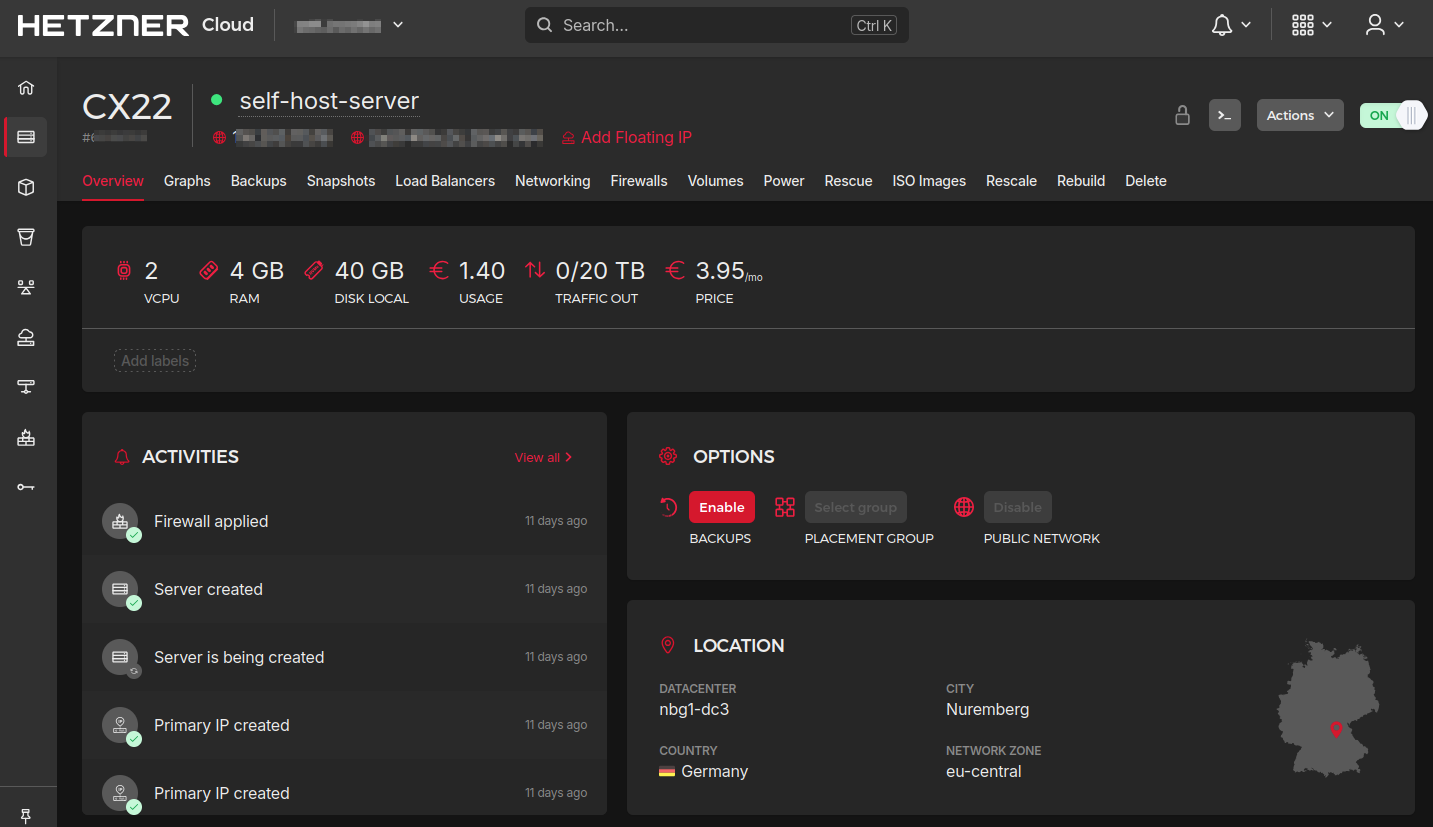 HETZNER Cloud Search... Ctrl K
CX22
self-host-server
Add Floating IP
>_ Actions ON
Overview Graphs Backups Snapshots Load Balancers Networking Firewalls Volumes Power Rescue ISO Images Rescale Rebuild Delete
2 4 GB 40 GB € 1.40 0/20 TB € 3.95/mo
VCPU RAM DISK LOCAL USAGE TRAFFIC OUT PRICE
Add labels
ACTIVITIES View all
Firewall applied 11 days ago
Server created 11 days ago
Server is being created 11 days ago
Primary IP created 11 days ago
Primary IP created 11 days ago
OPTIONS
Enable Select group Disable
BACKUPS PLACEMENT GROUP PUBLIC NETWORK
LOCATION
DATACENTER CITY
nbg1-dc3 Nuremberg
COUNTRY NETWORK ZONE
Germany eu-central